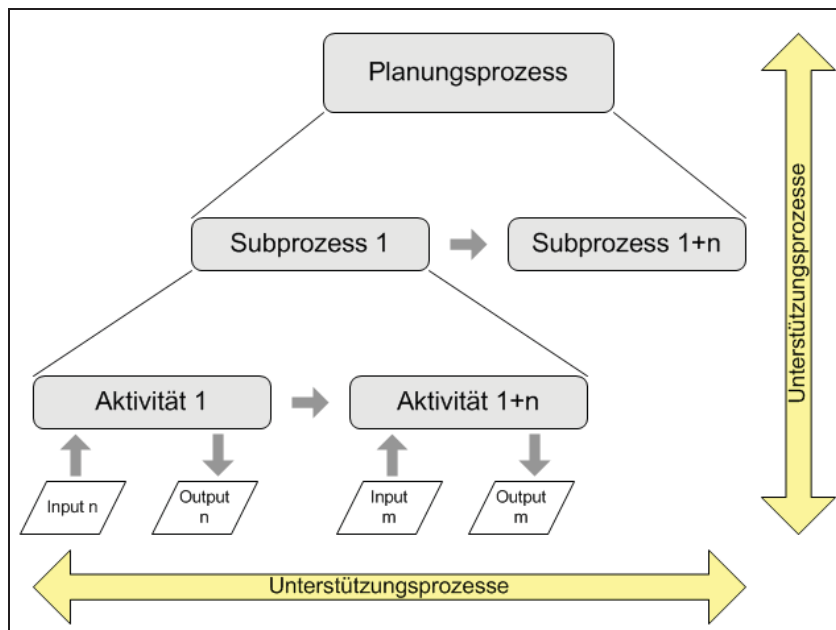 Planungsprozess
Subprozess 1
Subprozess 1+n
Aktivität 1
Aktivität 1+n
Input n
Output
n
Input
m
Output
m
Unterstützungsprozesse
Unterstützungsprozesse